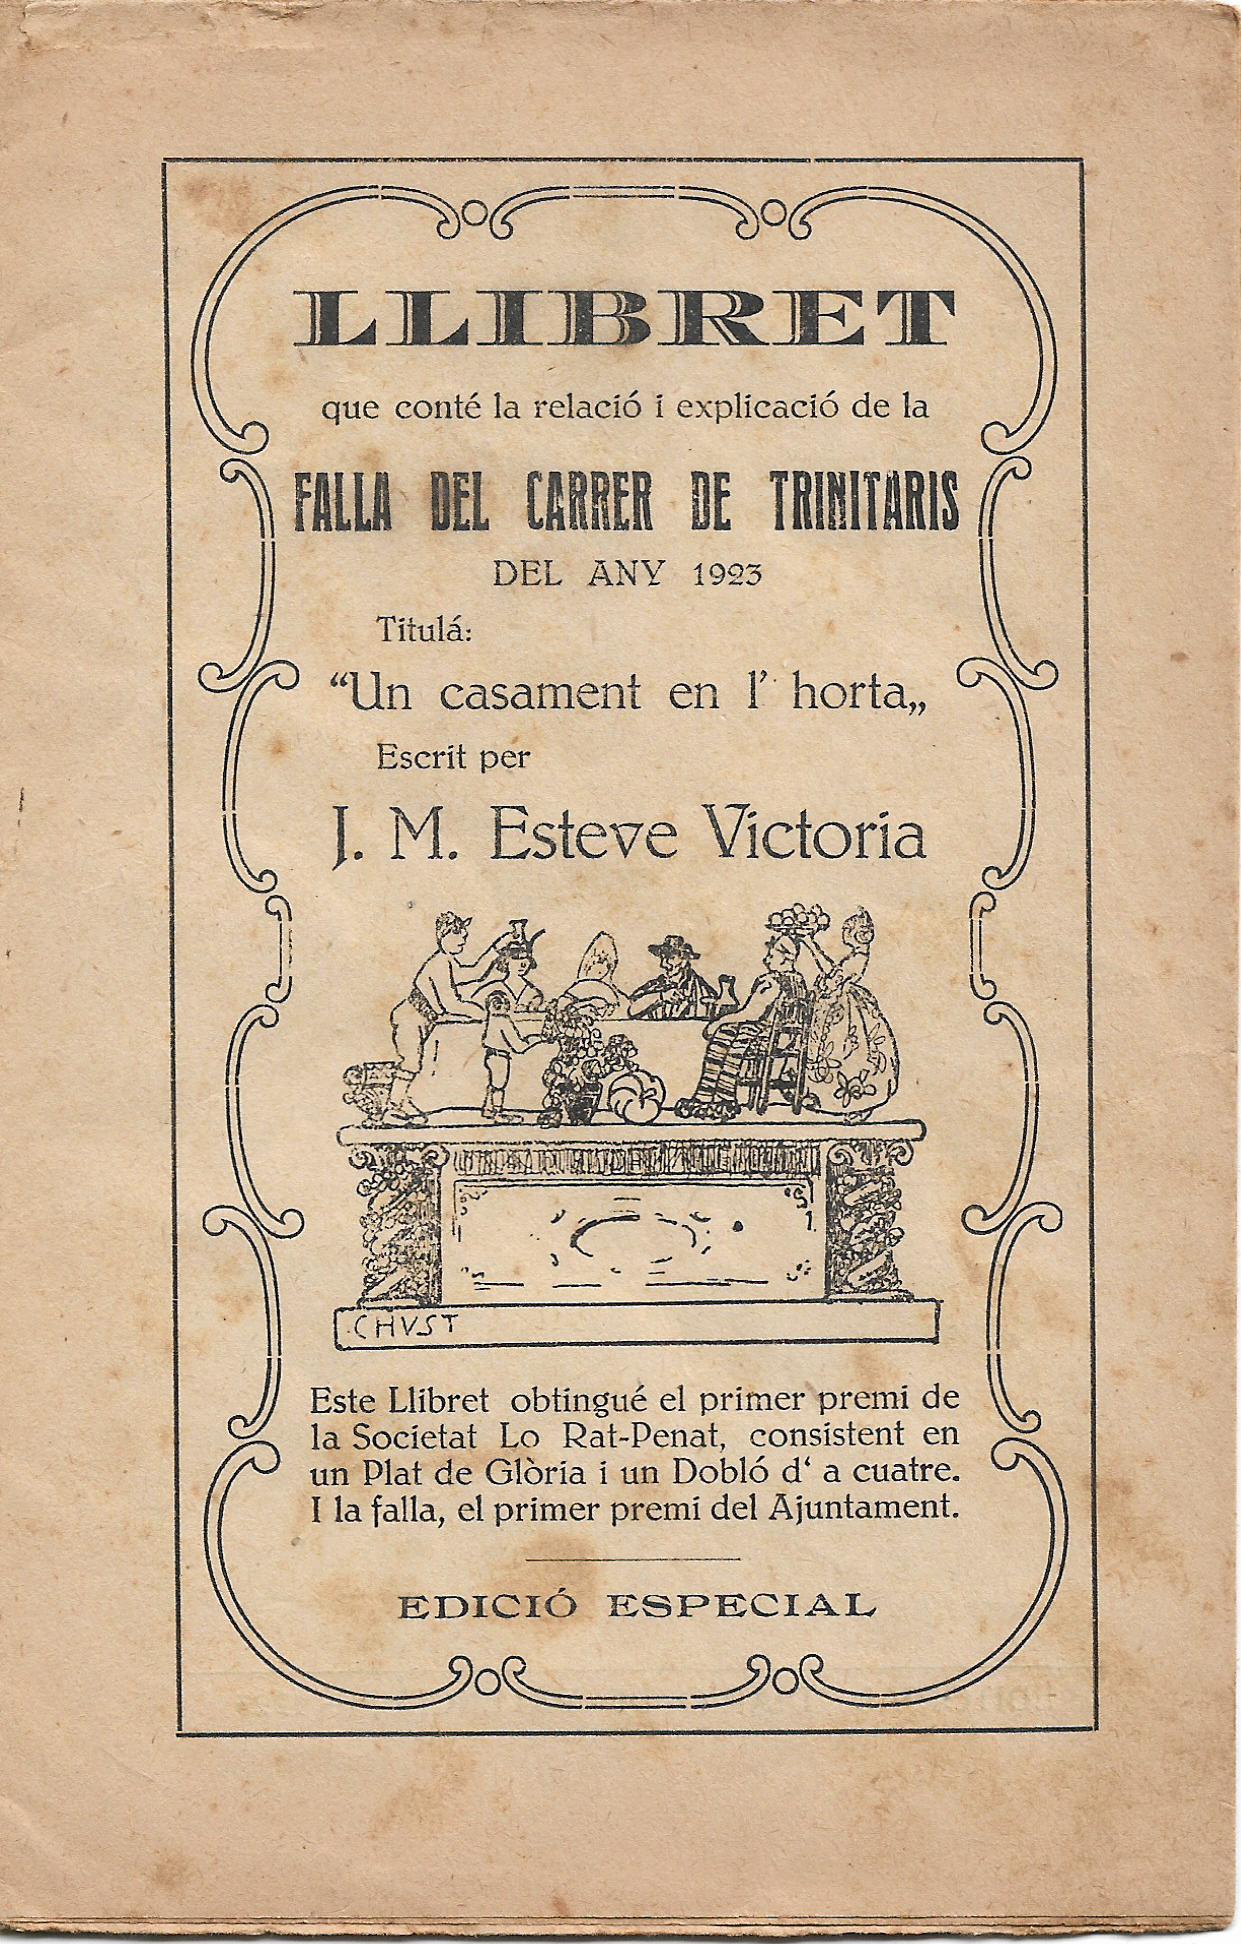 LLIBRET
que conté la relació i explicació de la
FALLA DEL CARRER DE TRINITARIS
DEL ANY 1923
Titulá:
“Un casament en l’ horta„
Escrit per
J. M. Esteve Victoria
CHVST
Este Llibret obtingué el primer premi de
la Societat Lo Rat-Penat, consistent en
un Plat de Glòria i un Dobló d‘ a cuatre.
I la falla, el primer premi del Ajuntament.
EDICIÓ ESPECIAL